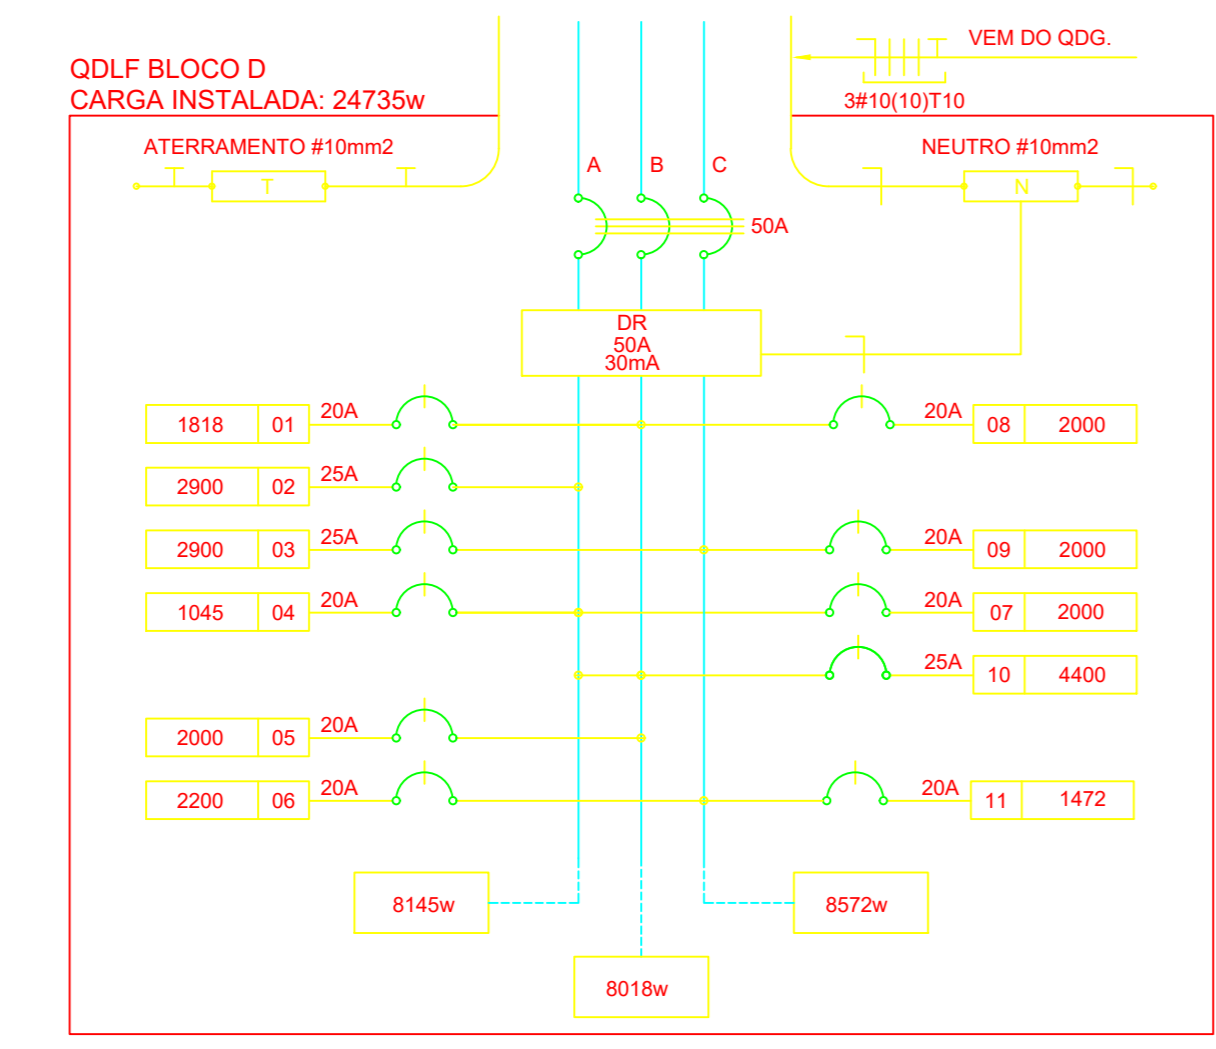 VEM DO QDG.
3#10(10)T10
QDLF BLOCO D
CARGA INSTALADA: 24735w
ATERRAMENTO #10mm2
NEUTRO #10mm2
T
A B C
N
50A
DR
50A
30mA
1818 01 20A
20A 08 2000
2900 02 25A
2900 03 25A
20A 09 2000
1045 04 20A
20A 07 2000
25A 10 4400
2000 05 20A
2200 06 20A
20A 11 1472
8145w
8572w
8018w